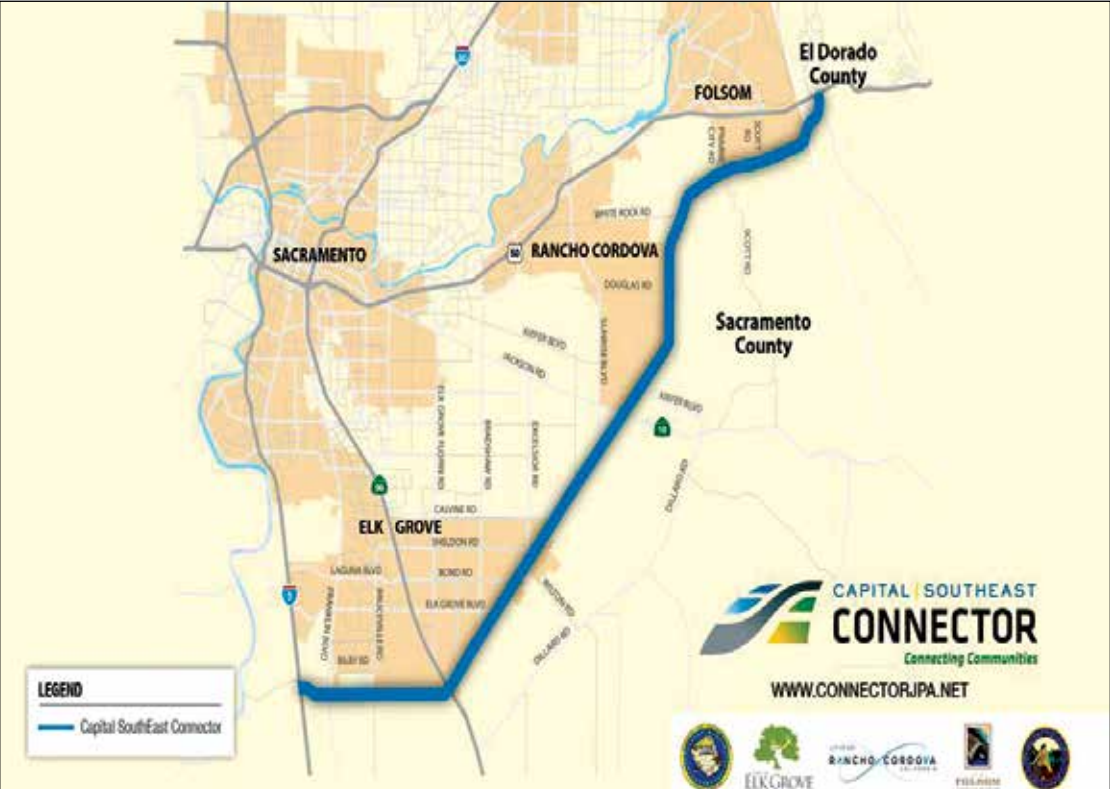 El Dorado
County
FOLSOM
80
PRAIRIE
CITY RD
SCOTT
RD
WHITE ROCK RD
SACRAMENTO
50
RANCHO CORDOVA
SCOTT RD
DOUGLAS RD
Sacramento
County
SUNRISE BLVD
KIEFER BLVD
JACKSON RD
KIEFER BLVD
16
ELK GROVE FLORIN RD
BRADSHAW RD
EXCELSIOR RD
DILLARD RD
99
CALVINE RD
ELK GROVE
SHELDON RD
LAGUNA BLVD
BOND RD
5
FRANKLIN BLVD
BRUCEVILLE RD
ELK GROVE BLVD
WILTON RD
DILLARD RD
BILBY RD
CAPITAL SOUTHEAST
CONNECTOR
Connecting Communities
WWW.CONNECTORJPA.NET
LEGEND
Capital SouthEast Connector
ELK GROVE
RANCHO CORDOVA
CALIFORNIA
FOLSOM